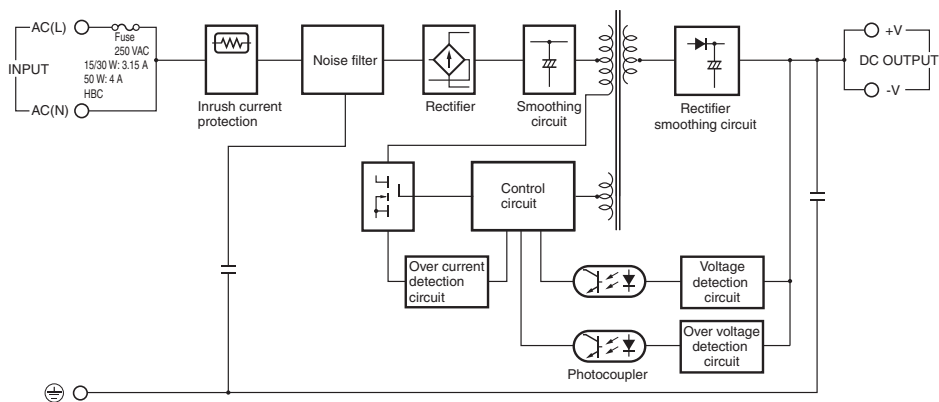 AC(L)
Fuse
250 VAC
15/30 W: 3.15 A
50 W: 4 A
HBC
INPUT
AC(N)
Inrush current
protection
Noise filter
Rectifier
Smoothing
circuit
Rectifier
smoothing circuit
+V
DC OUTPUT
-V
Control
circuit
Over current
detection
circuit
Voltage
detection
circuit
Over voltage
detection
circuit
Photocoupler